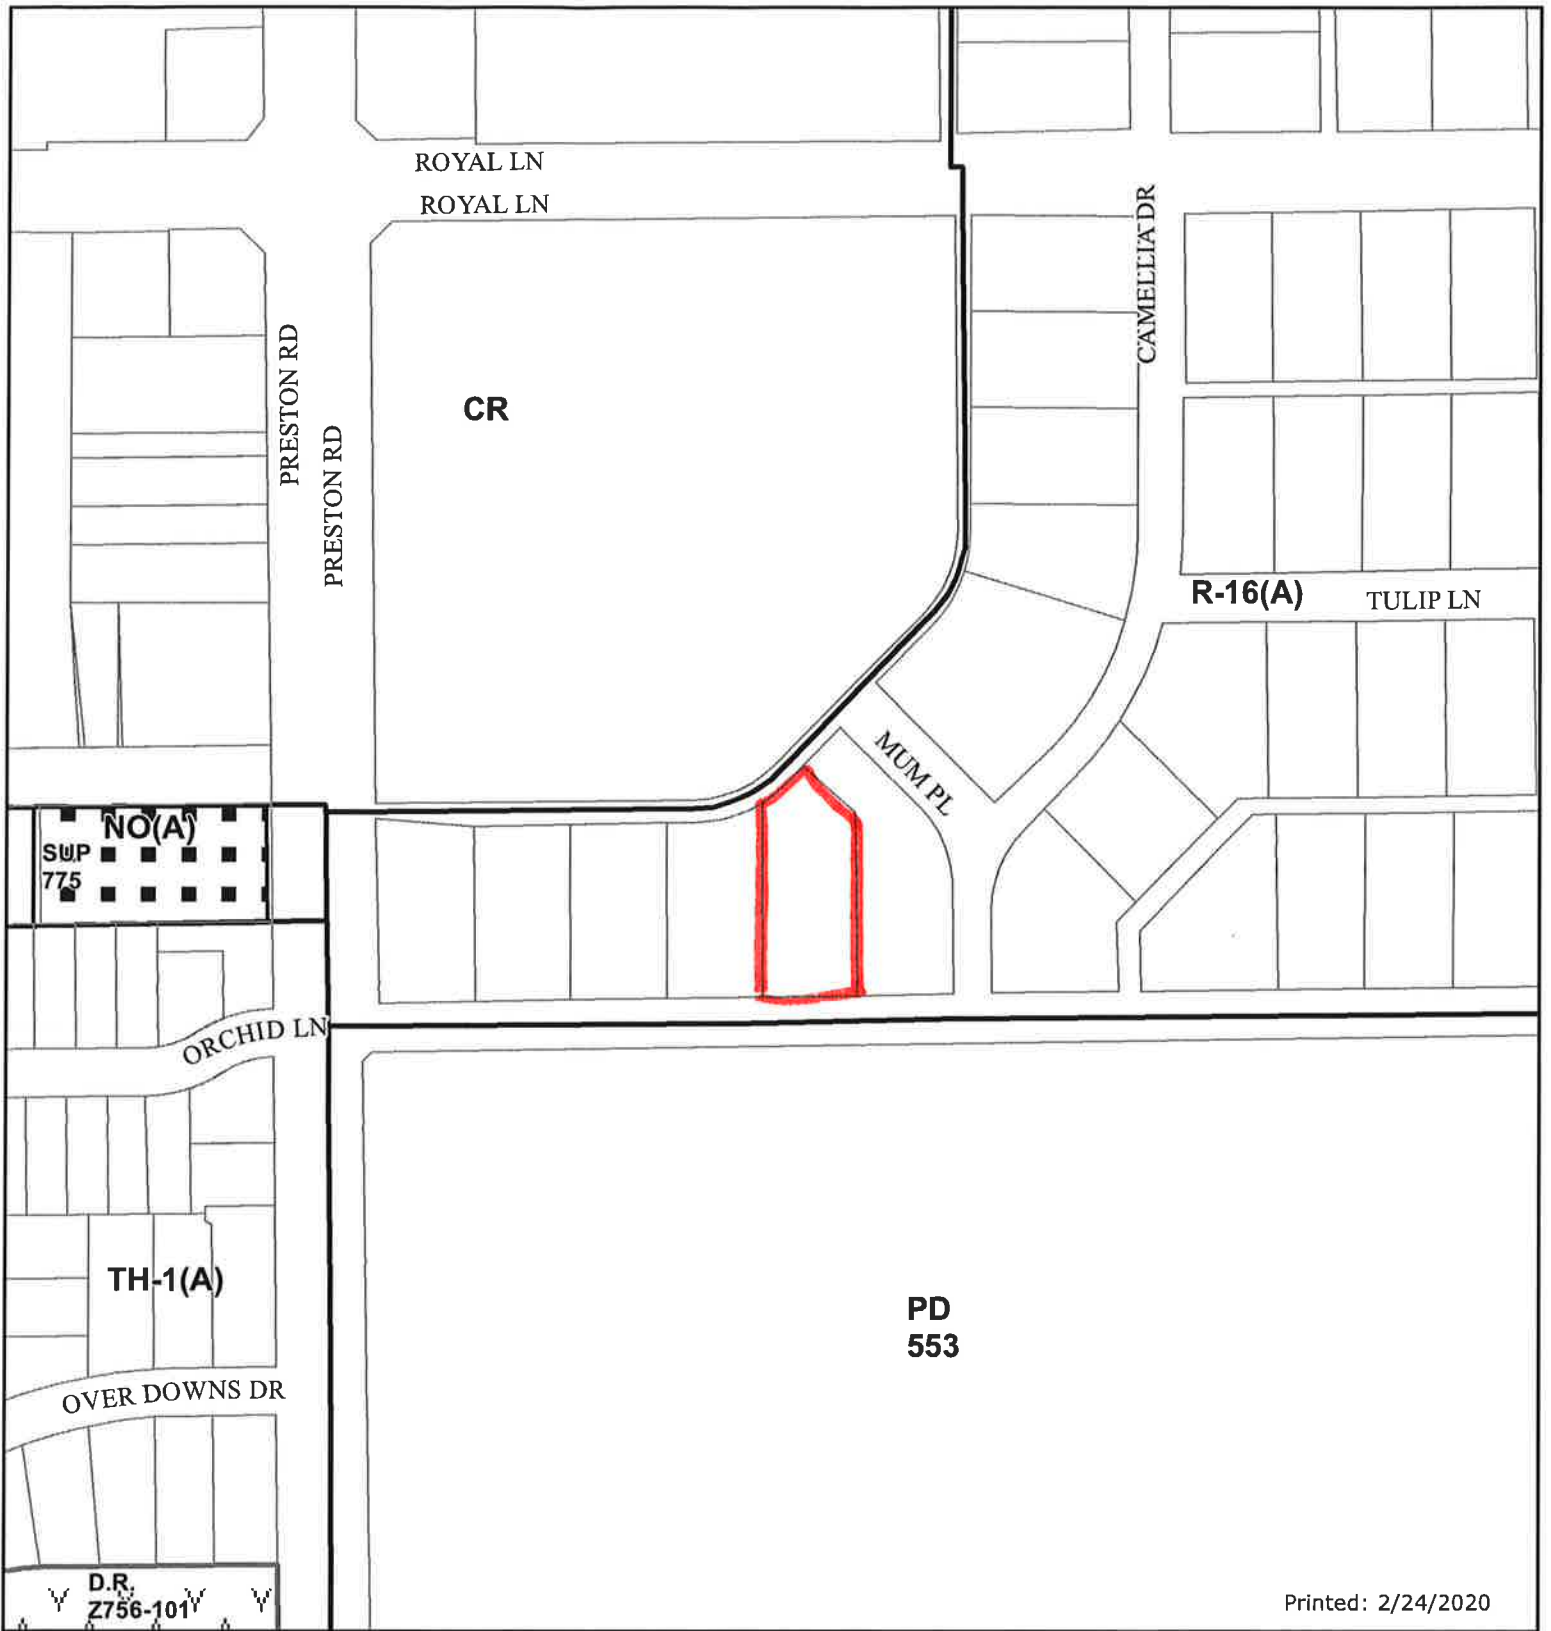 ROYAL LN
ROYAL LN
CAMELLIA DR
PRESTON RD
CR
PRESTON RD
R-16(A)
TULIP LN
MUM PL
NO(A)
SUP
775
ORCHID LN
TH-1(A)
PD
553
OVER DOWNS DR
D.R.
Z756-101
Printed: 2/24/2020